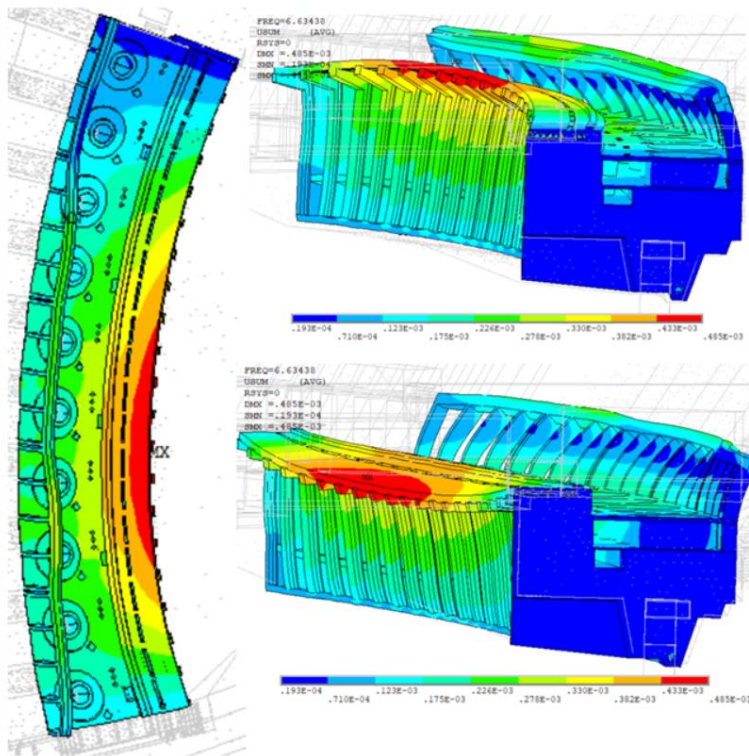 MX
FREQ=6.63438
USUM (AVG)
RSYS=0
DMX =.485E-03
SMN =.193E-04
.193E-04 .123E-03 .226E-03 .330E-03 .433E-03
.710E-04 .175E-03 .278E-03 .382E-03 .485E-03
FREQ=6.63438
USUM (AVG)
RSYS=0
DMX =.485E-03
SMN =.193E-04
SMX =.485E-03
.193E-04 .123E-03 .226E-03 .330E-03 .433E-03
.710E-04 .175E-03 .278E-03 .382E-03 .485E-03